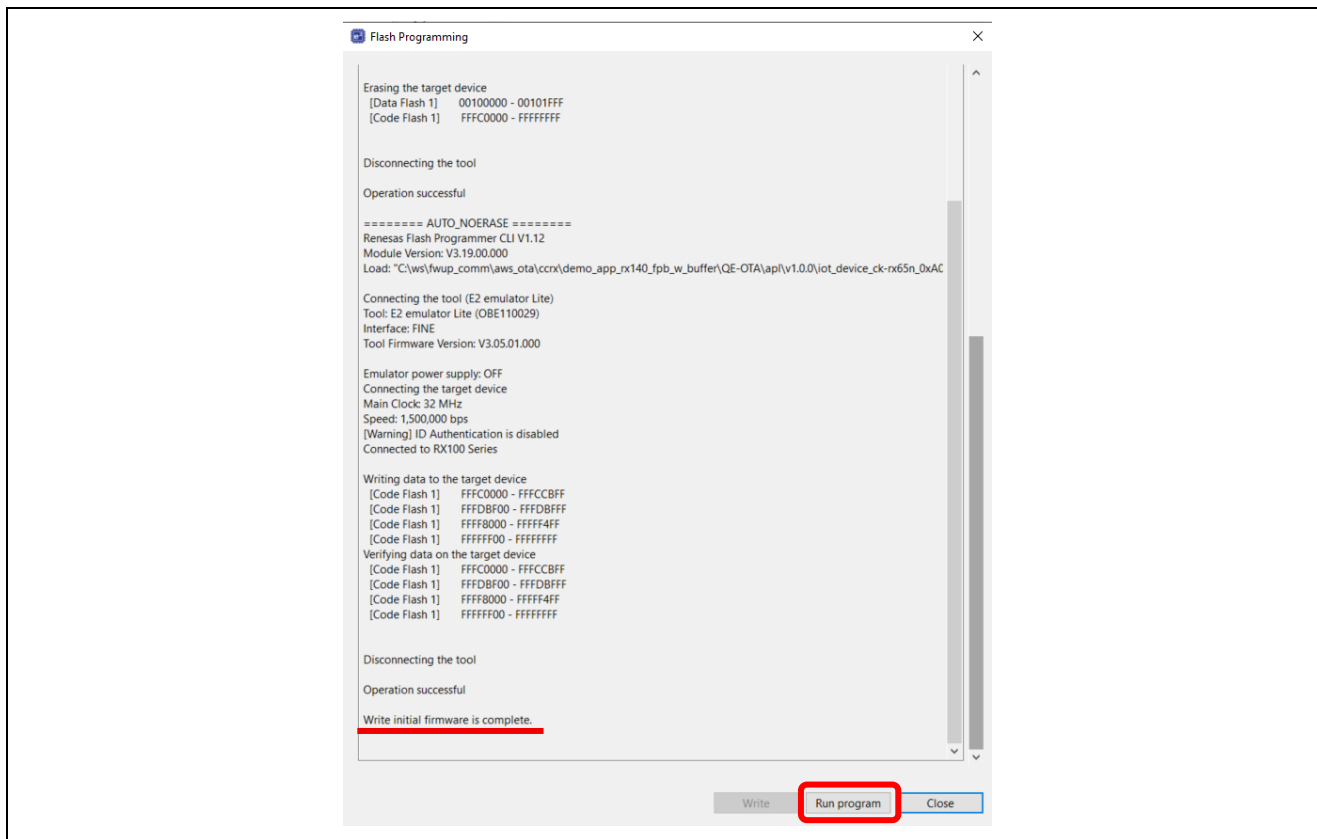 Flash Programming
Erasing the target device
[Data Flash 1] 00100000 - 00101FFF
[Code Flash 1] FFFC0000 - FFFFFFFF
Disconnecting the tool
Operation successful
======== AUTO_NOERASE ========
Renesas Flash Programmer CLI V1.12
Module Version: V3.19.00.000
Load: "C:\ws\fwup_comm\aws_ota\ccrx\demo_app_rx140_fpb_w_buffer\QE-OTA\apl\v1.0.0\iot_device_ck-rx65n_0xA0
Connecting the tool (E2 emulator Lite)
Tool: E2 emulator Lite (OBE110029)
Interface: FINE
Tool Firmware Version: V3.05.01.000
Emulator power supply: OFF
Connecting the target device
Main Clock: 32 MHz
Speed: 1,500,000 bps
[Warning] ID Authentication is disabled
Connected to RX100 Series
Writing data to the target device
[Code Flash 1] FFFC0000 - FFFCCBFF
[Code Flash 1] FFFDBF00 - FFFDBFFF
[Code Flash 1] FFFF8000 - FFFFF4FF
[Code Flash 1] FFFFFF00 - FFFFFFFF
Verifying data on the target device
[Code Flash 1] FFFC0000 - FFFCCBFF
[Code Flash 1] FFFDBF00 - FFFDBFFF
[Code Flash 1] FFFF8000 - FFFFF4FF
[Code Flash 1] FFFFFF00 - FFFFFFFF
Disconnecting the tool
Operation successful
Write initial firmware is complete.
Write Run program Close